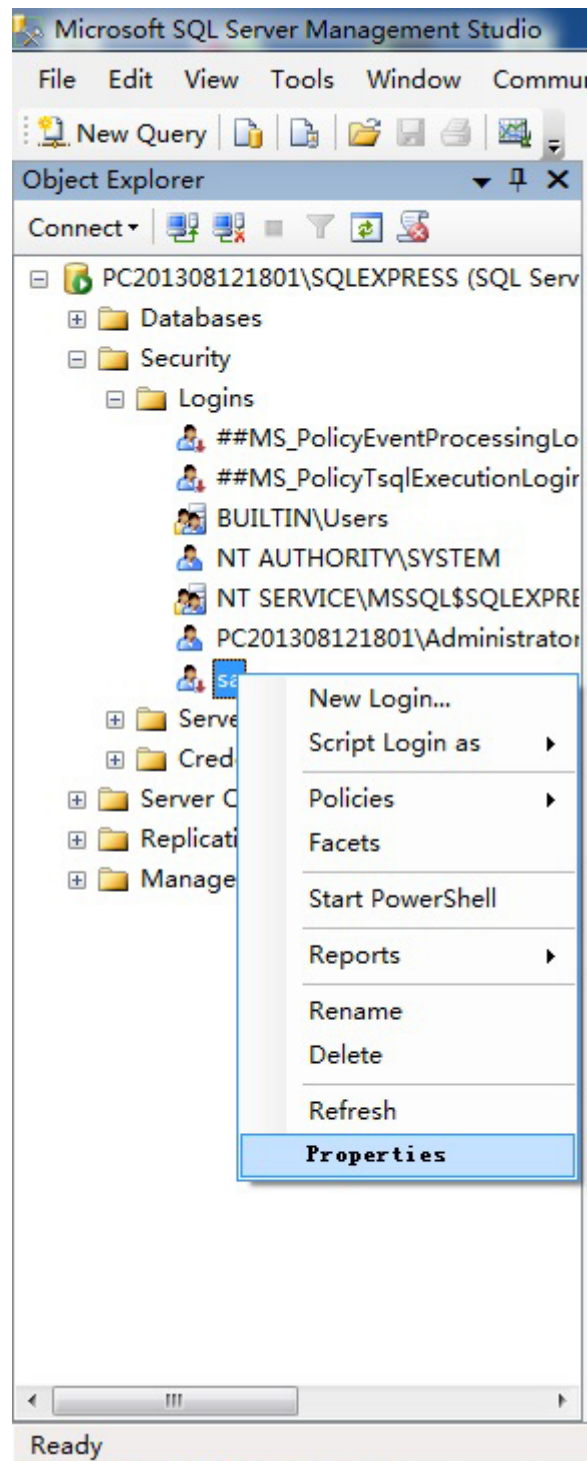 Microsoft SQL Server Management Studio
File Edit View Tools Window Commu
New Query
Object Explorer
Connect
PC201308121801\SQLEXPRESS (SQL Serv
Databases
Security
Logins
##MS_PolicyEventProcessingLo
##MS_PolicyTsqlExecutionLogin
BUILTIN\Users
NT AUTHORITY\SYSTEM
NT SERVICE\MSSQL$SQLEXPRE
PC201308121801\Administrator
sa
New Login...
Serve
Script Login as
Cred
Server C
Policies
Replicati
Facets
Manage
Start PowerShell
Reports
Rename
Delete
Refresh
Properties
Ready